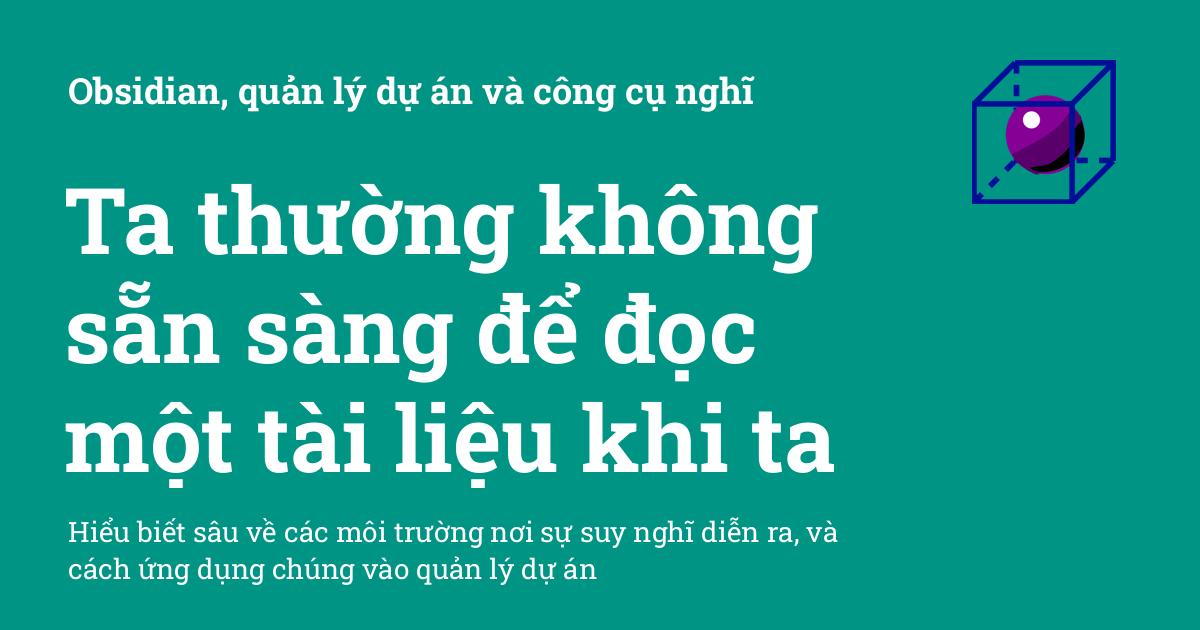 Obsidian, quản lý dự án và công cụ nghĩ
Ta thường không
sẵn sàng để đọc
một tài liệu khi ta
Hiểu biết sâu về các môi trường nơi sự suy nghĩ diễn ra, và
cách ứng dụng chúng vào quản lý dự án